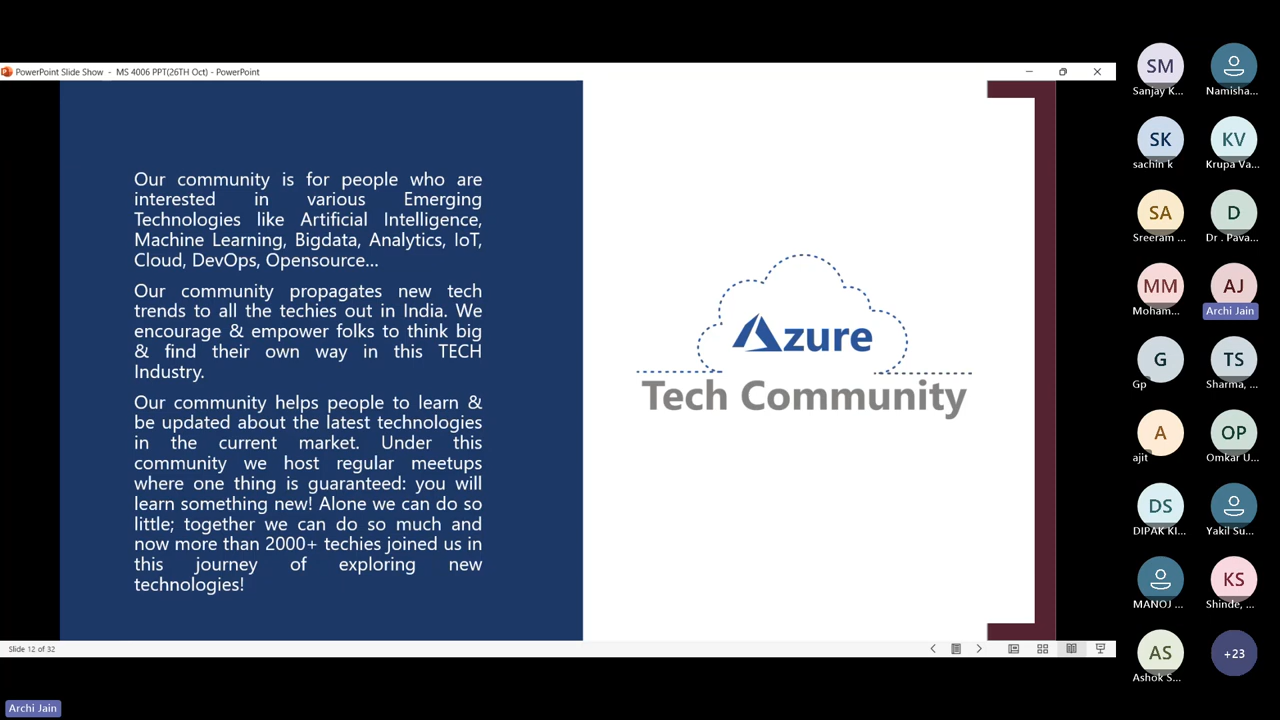 PowerPoint Slide Show - MS 4006 PPT(26TH Oct) - PowerPoint
Our community is for people who are
interested in various Emerging
Technologies like Artificial Intelligence,
Machine Learning, Bigdata, Analytics, IoT,
Cloud, DevOps, Opensource...
Our community propagates new tech
trends to all the techies out in India. We
encourage & empower folks to think big
& find their own way in this TECH
Industry.
Our community helps people to learn &
be updated about the latest technologies
in the current market. Under this
community we host regular meetups
where one thing is guaranteed: you will
learn something new! Alone we can do so
little; together we can do so much and
now more than 2000+ techies joined us in
this journey of exploring new
technologies!
Azure
Tech Community
Slide 12 of 32
Archi Jain
SM
Sanjay K...
Namisha...
SK
sachin k
KV
Krupa Va...
SA
Sreeram ...
D
Dr . Pava...
MM
Moham...
AJ
Archi Jain
G
Gp
TS
Sharma, ...
A
ajit
OP
Omkar U...
DS
DIPAK KI...
Yakil Su...
MANOJ ...
KS
Shinde, ...
AS
Ashok S...
+23